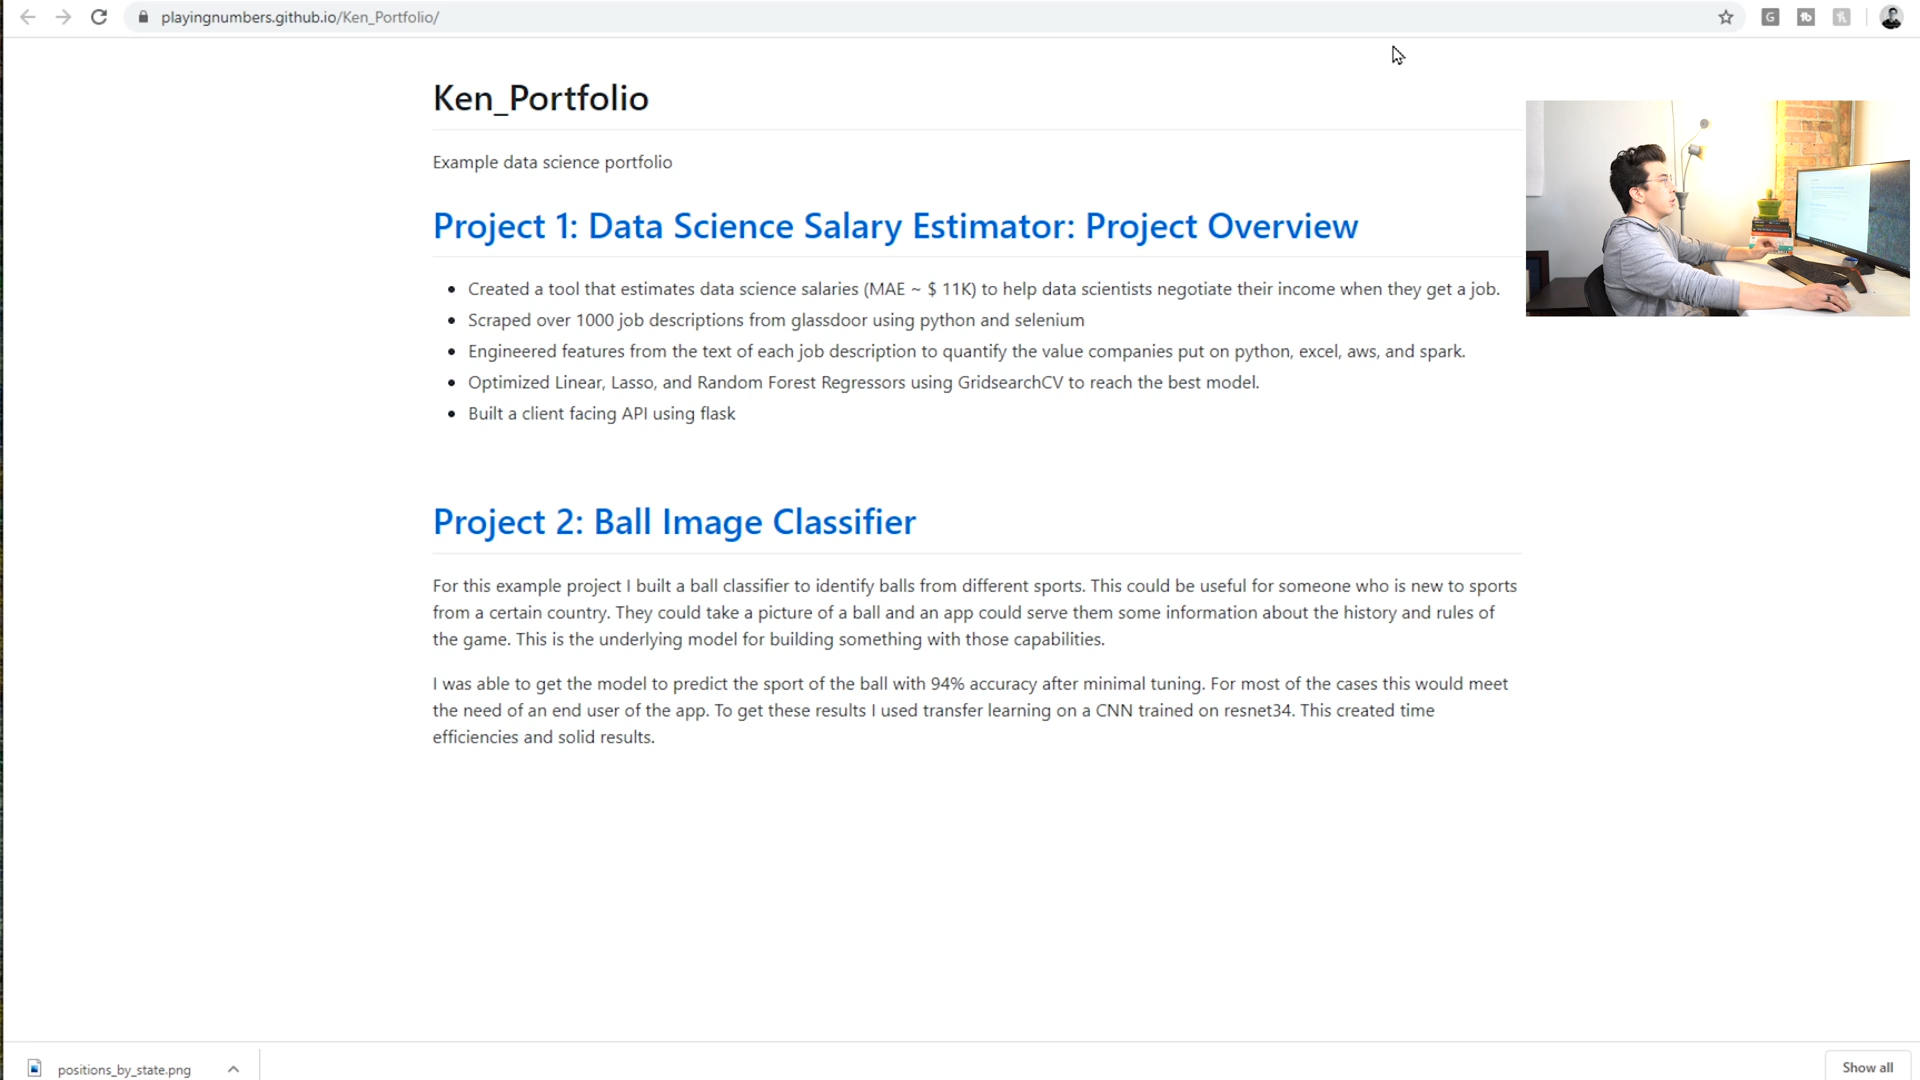 playingnumbers.github.io/Ken_Portfolio/
G
Ken_Portfolio
Example data science portfolio
Project 1: Data Science Salary Estimator: Project Overview
Created a tool that estimates data science salaries (MAE ~ $ 11K) to help data scientists negotiate their income when they get a job.
Scraped over 1000 job descriptions from glassdoor using python and selenium
Engineered features from the text of each job description to quantify the value companies put on python, excel, aws, and spark.
Optimized Linear, Lasso, and Random Forest Regressors using GridsearchCV to reach the best model.
Built a client facing API using flask
Project 2: Ball Image Classifier
For this example project I built a ball classifier to identify balls from different sports. This could be useful for someone who is new to sports
from a certain country. They could take a picture of a ball and an app could serve them some information about the history and rules of
the game. This is the underlying model for building something with those capabilities.
I was able to get the model to predict the sport of the ball with 94% accuracy after minimal tuning. For most of the cases this would meet
the need of an end user of the app. To get these results I used transfer learning on a CNN trained on resnet34. This created time
efficiencies and solid results.
positions_by_state.png
Show all